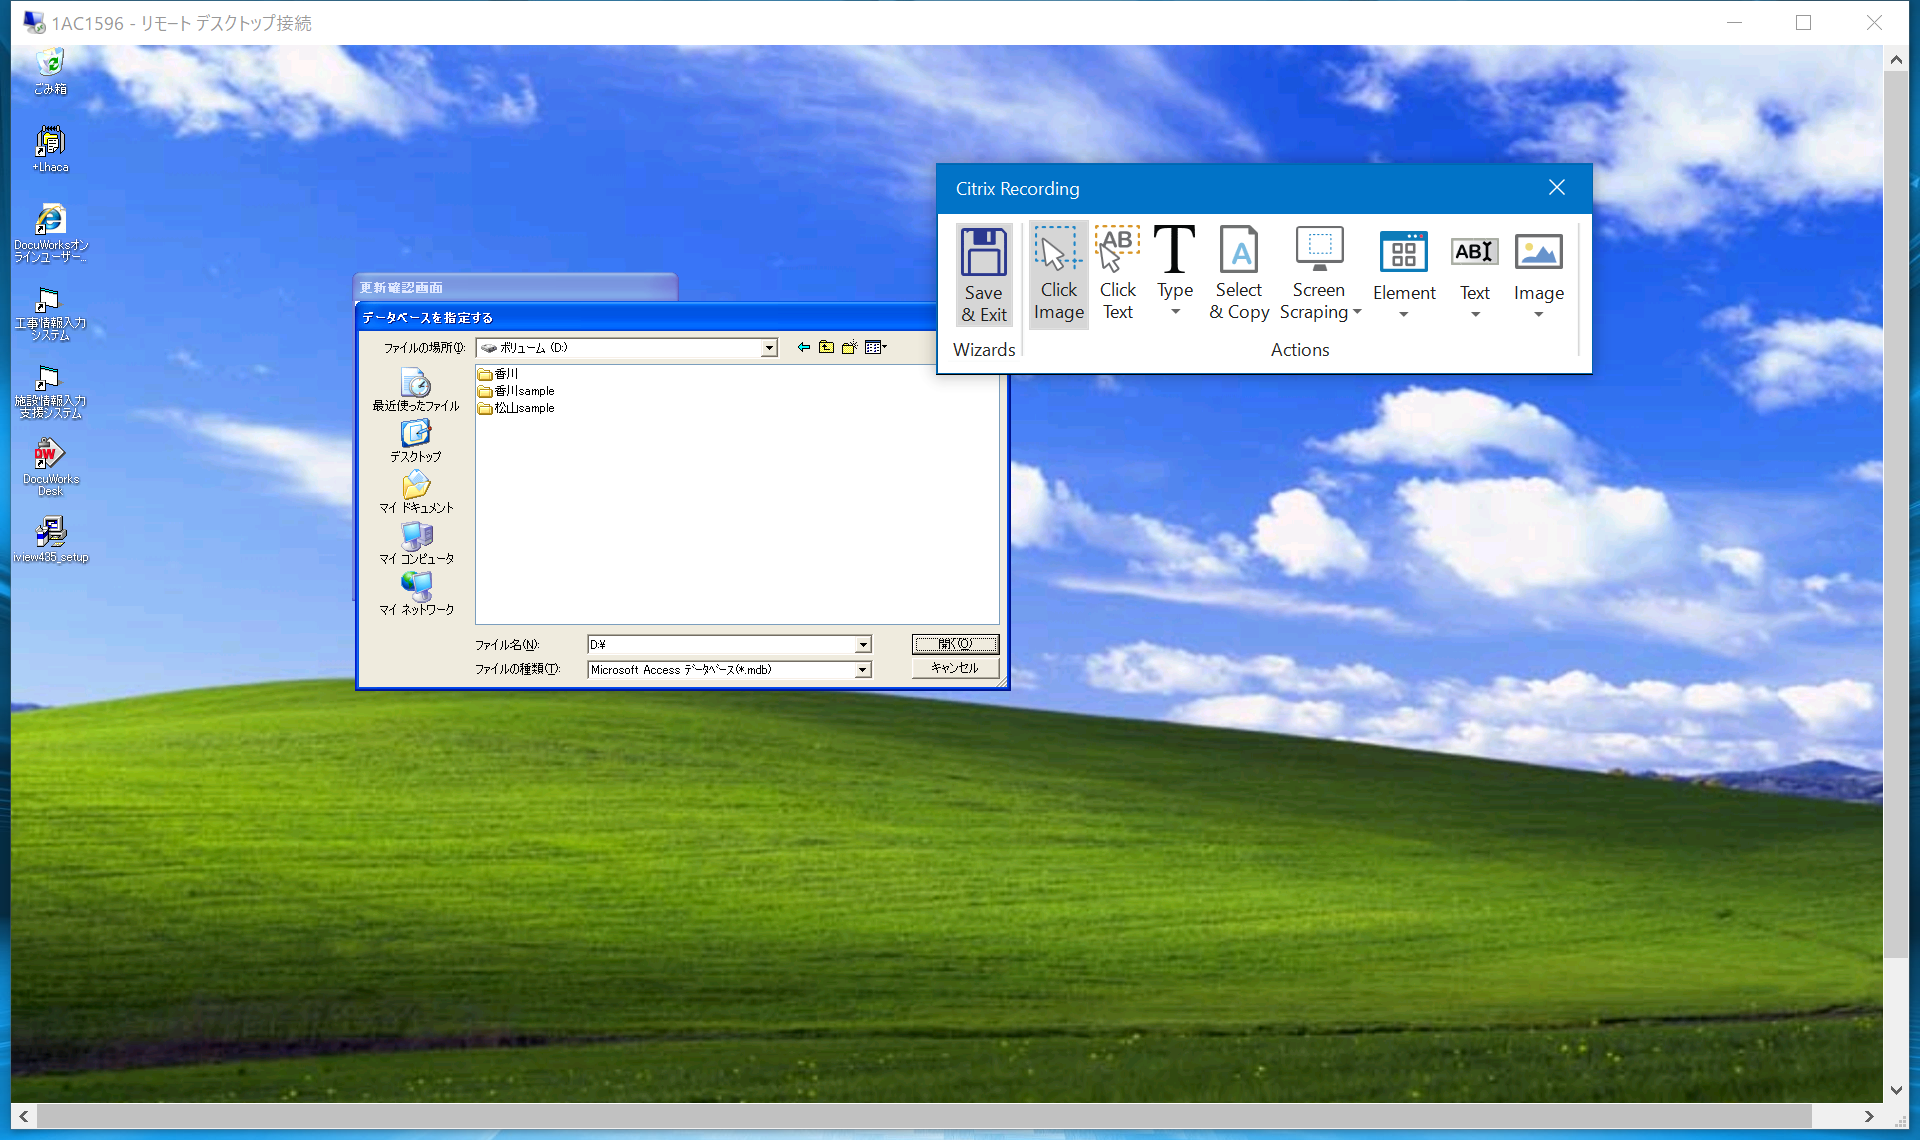 1AC1596 - リモート デスクトップ接続
ごみ箱
+Lhaca
DocuWorksオン
ラインユーザー...
工事情報入力
システム
施設情報入力
支援システム
DocuWorks
Desk
iview435_setup
更新確認画面
データベースを指定する
ファイルの場所(I):
ボリューム (D:)
最近使ったファイル
デスクトップ
マイ ドキュメント
マイ コンピュータ
マイ ネットワーク
香川
香川sample
松山sample
ファイル名(N):
D:¥
開く(O)
ファイルの種類(T):
Microsoft Access ﾃﾞｰﾀﾍﾞｰｽ(*.mdb)
キャンセル
Citrix Recording
Save
& Exit
Click
Image
AB
Click
Text
T
Type
A
Select
& Copy
Screen
Scraping
Element
ABI
Text
Image
Wizards
Actions